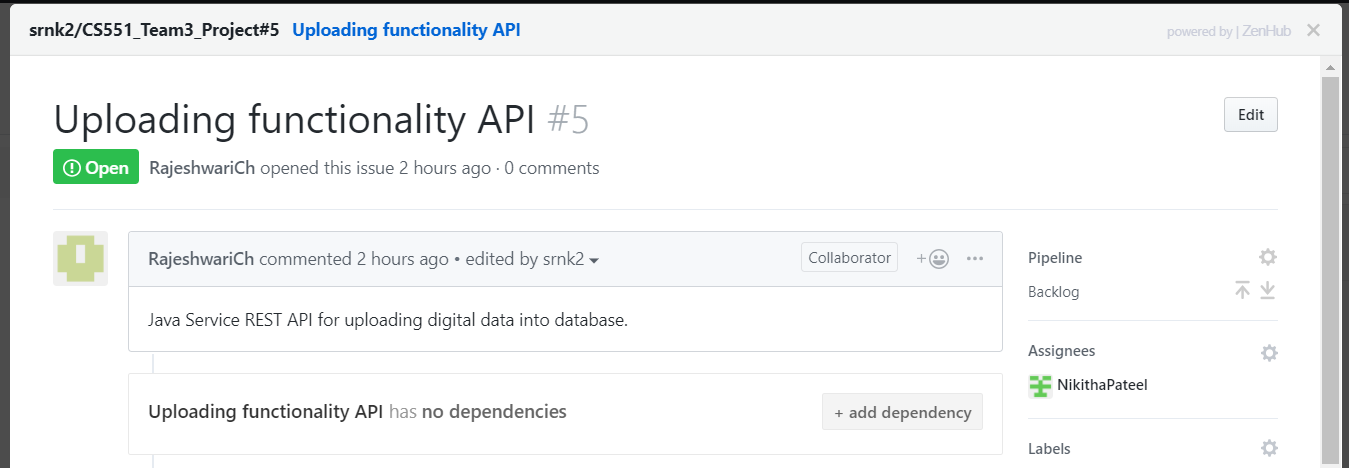 srnk2/CS551_Team3_Project#5 Uploading functionality API powered by | ZenHub
Uploading functionality API #5 Edit
Open RajeshwariCh opened this issue 2 hours ago · 0 comments
RajeshwariCh commented 2 hours ago • edited by srnk2 Collaborator + ...
Java Service REST API for uploading digital data into database.
Uploading functionality API has no dependencies + add dependency
Pipeline
Backlog
Assignees
NikithaPateel
Labels